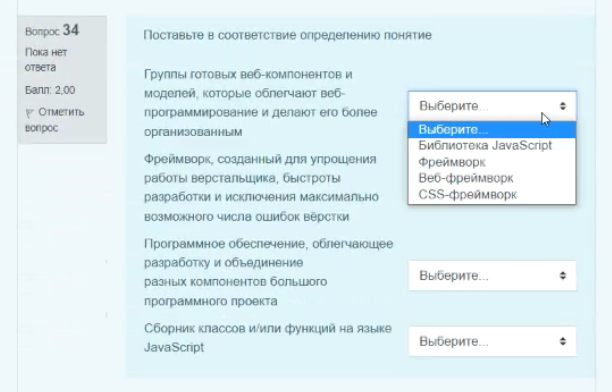 Вопрос 34
Пока нет
ответа
Балл: 2,00
Отметить
вопрос
Поставьте в соответствие определению понятие
Группы готовых веб-компонентов и
моделей, которые облегчают веб-
программирование и делают его более
организованным
Выберите...
Выберите...
Библиотека JavaScript
Фреймворк
Веб-фреймворк
CSS-фреймворк
Фреймворк, созданный для упрощения
работы верстальщика, быстроты
разработки и исключения максимально
возможного числа ошибок вёрстки
Программное обеспечение, облегчающее
разработку и объединение
разных компонентов большого
программного проекта
Выберите...
Сборник классов и/или функций на языке
JavaScript
Выберите...